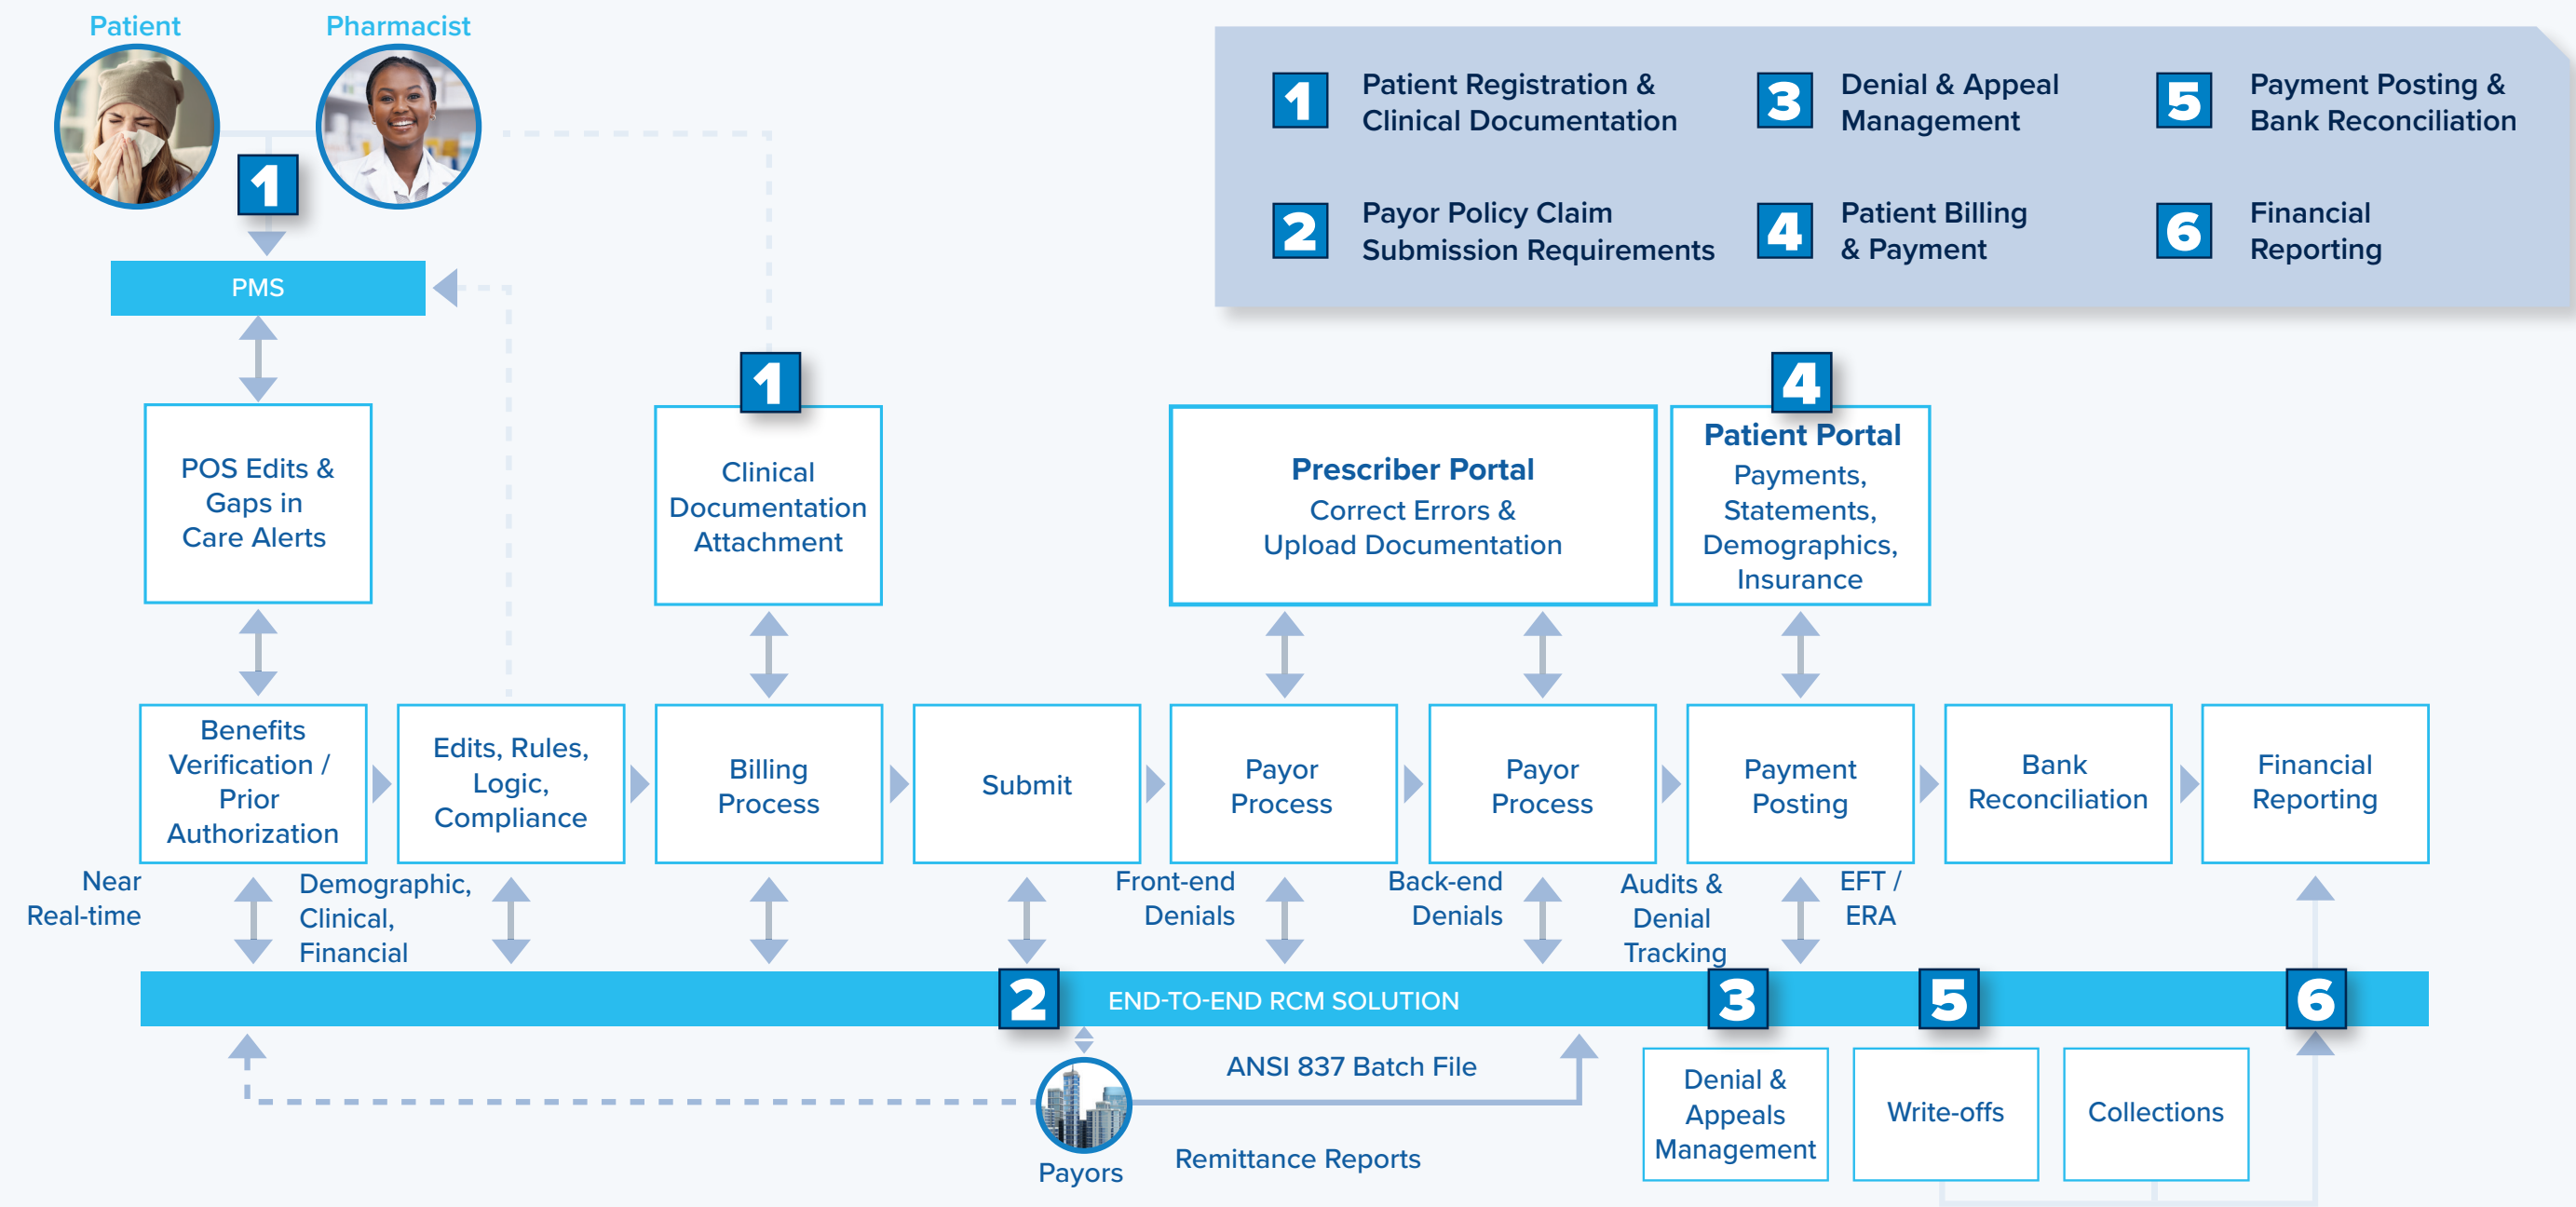 Patient
Pharmacist
1
Patient Registration &
Clinical Documentation
2
Payor Policy Claim
Submission Requirements
3
Denial & Appeal
Management
4
Patient Billing
& Payment
5
Payment Posting &
Bank Reconciliation
6
Financial
Reporting
1
PMS
POS Edits &
Gaps in
Care Alerts
1
Clinical
Documentation
Attachment
Prescriber Portal
Correct Errors &
Upload Documentation
4
Patient Portal
Payments,
Statements,
Demographics,
Insurance
Benefits
Verification /
Prior
Authorization
Edits, Rules,
Logic,
Compliance
Billing
Process
Submit
Payor
Process
Payor
Process
Payment
Posting
Bank
Reconciliation
Financial
Reporting
Near
Real-time
Demographic,
Clinical,
Financial
Front-end
Denials
Back-end
Denials
Audits &
Denial
Tracking
EFT /
ERA
2
END-TO-END RCM SOLUTION
3
5
6
ANSI 837 Batch File
Payors
Remittance Reports
Denial &
Appeals
Management
Write-offs
Collections